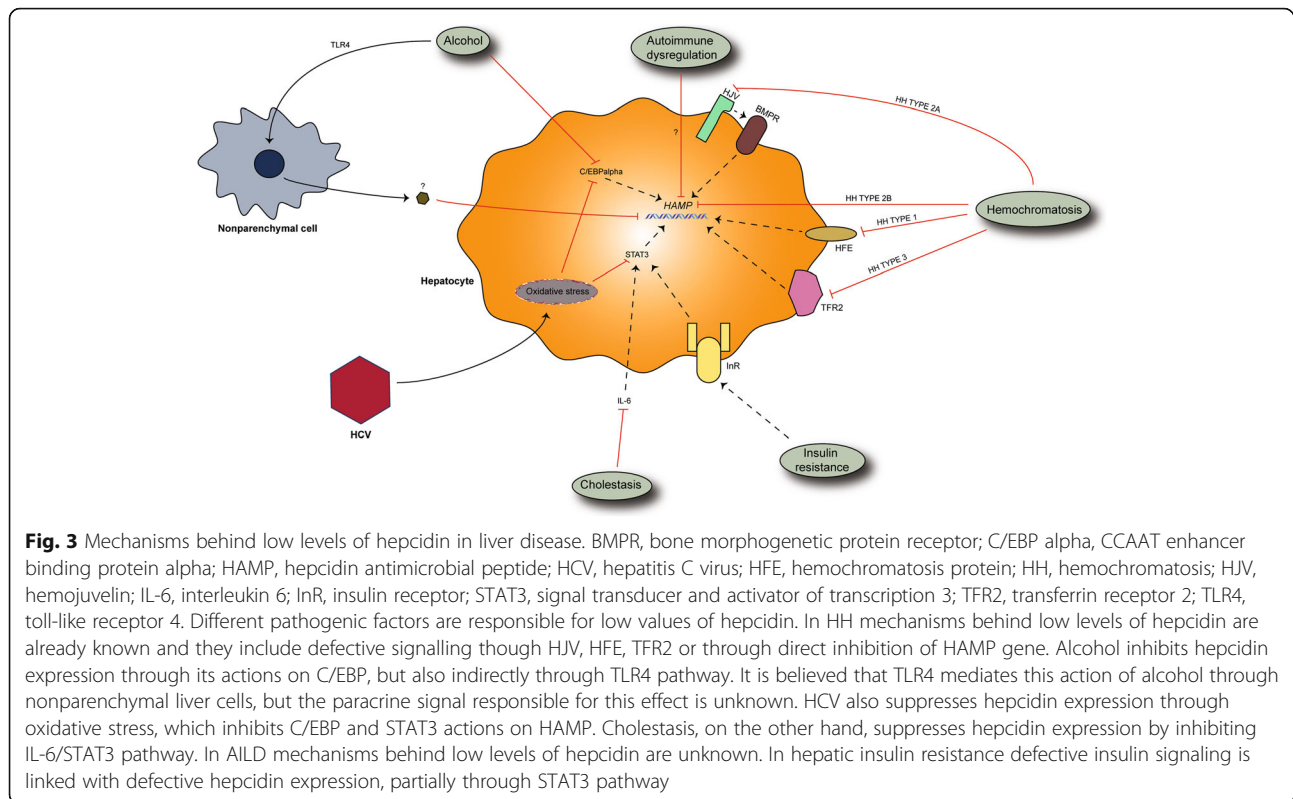 TLR4
Alcohol
Autoimmune
dysregulation
HJV
BMPR
HH TYPE 2A
?
C/EBPalpha
?
HAMP
HH TYPE 2B
Hemochromatosis
HH TYPE 1
HFE
Nonparenchymal cell
STAT3
HH TYPE 3
Hepatocyte
Oxidative stress
TFR2
InR
IL-6
HCV
Insulin
resistance
Cholestasis
Fig. 3 Mechanisms behind low levels of hepcidin in liver disease. BMPR, bone morphogenetic protein receptor; C/EBP alpha, CCAAT enhancer
binding protein alpha; HAMP, hepcidin antimicrobial peptide; HCV, hepatitis C virus; HFE, hemochromatosis protein; HH, hemochromatosis; HJV,
hemojuvelin; IL-6, interleukin 6; InR, insulin receptor; STAT3, signal transducer and activator of transcription 3; TFR2, transferrin receptor 2; TLR4,
toll-like receptor 4. Different pathogenic factors are responsible for low values of hepcidin. In HH mechanisms behind low levels of hepcidin are
already known and they include defective signalling though HJV, HFE, TFR2 or through direct inhibition of HAMP gene. Alcohol inhibits hepcidin
expression through its actions on C/EBP, but also indirectly through TLR4 pathway. It is believed that TLR4 mediates this action of alcohol through
nonparenchymal liver cells, but the paracrine signal responsible for this effect is unknown. HCV also suppresses hepcidin expression through
oxidative stress, which inhibits C/EBP and STAT3 actions on HAMP. Cholestasis, on the other hand, suppresses hepcidin expression by inhibiting
IL-6/STAT3 pathway. In AILD mechanisms behind low levels of hepcidin are unknown. In hepatic insulin resistance defective insulin signaling is
linked with defective hepcidin expression, partially through STAT3 pathway